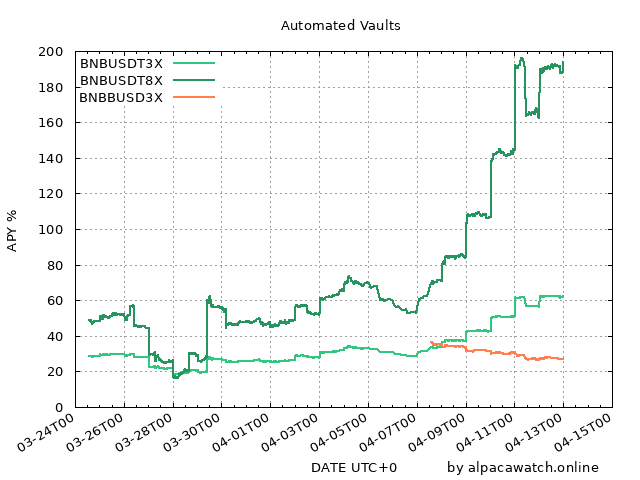 Automated Vaults
BNBUSDT3X
BNBUSDT8X
BNBBUSD3X
APY %
200
180
160
140
120
100
80
60
40
20
0
03-24T00
03-26T00
03-28T00
03-30T00
04-01T00
04-03T00
04-05T00
04-07T00
04-09T00
04-11T00
04-13T00
04-15T00
DATE UTC+0
by alpacawatch.online